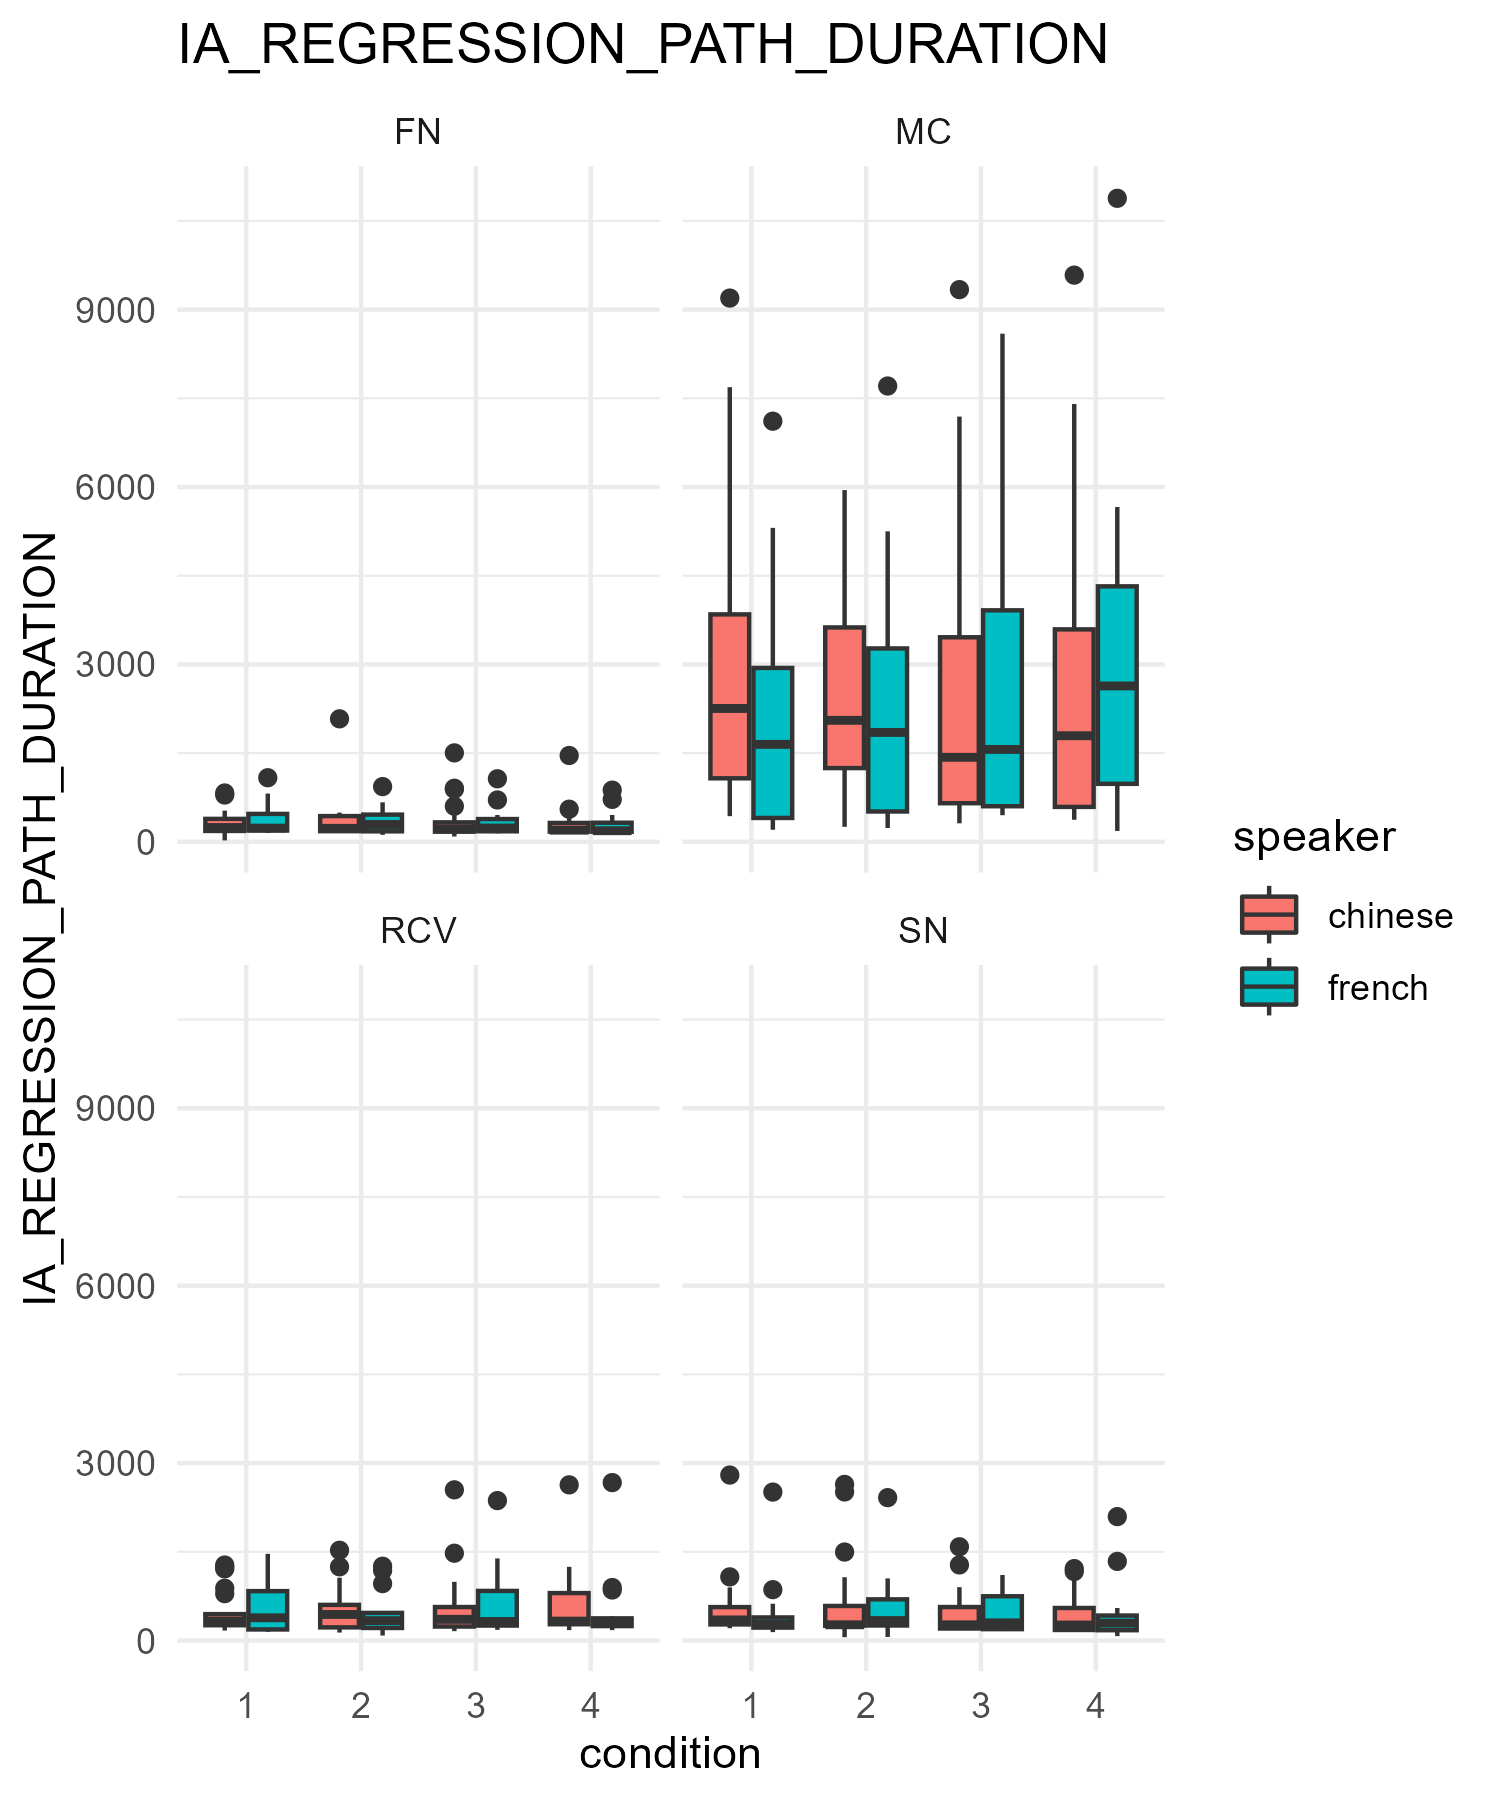 IA_REGRESSION_PATH_DURATION
FN
MC
9000
6000
3000
0
IA_REGRESSION_PATH_DURATION
RCV
SN
9000
6000
3000
0
1 2 3 4
1 2 3 4
condition
speaker
chinese
french